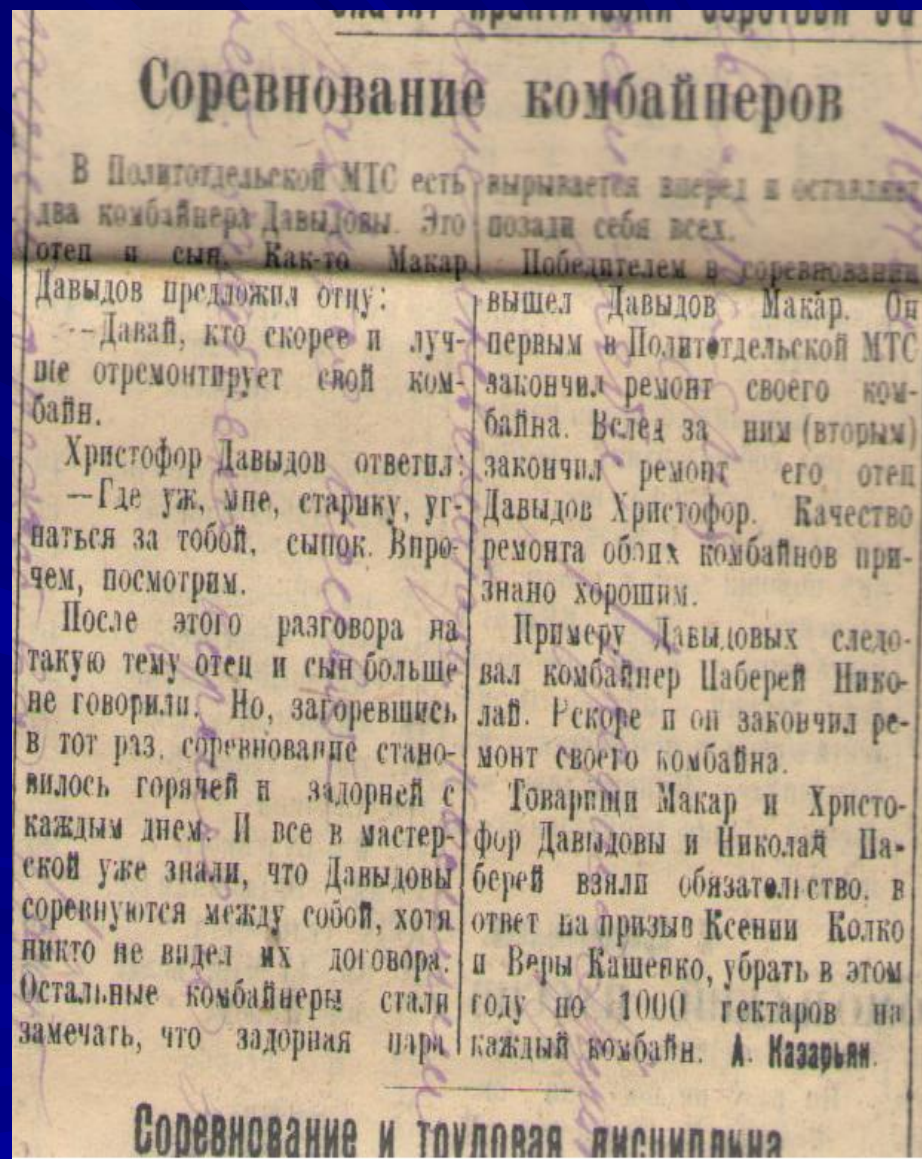 Соревнование комбайнеров
В Политотдельской МТС есть
два комбайнера Давыдовы. Это
отец и сын. Как-то Макар
Давыдов предложил отцу:
—Давай, кто скорее и луч-
ше отремонтирует свой ком-
байн.
Христофор Давыдов ответил:
—Где уж, мне, старику, уг-
наться за тобой, сынок. Впро-
чем, посмотрим.
После этого разговора на
такую тему отец и сын больше
не говорили. Но, загоревшись
в тот раз, соревнование стано-
вилось горячей и задорней с
каждым днем. И все в мастер-
ской уже знали, что Давыдовы
соревнуются между собой, хотя
никто не видел их договора.
Остальные комбайнеры стали
замечать, что задорная пара
вырывается вперед и оставляет
позади себя всех.
Победителем в соревновании
вышел Давыдов Макар. Он
первым в Политотдельской МТС
закончил ремонт своего ком-
байна. Вслед за ним (вторым)
закончил ремонт его отец
Давыдов Христофор. Качество
ремонта обоих комбайнов при-
знано хорошим.
Примеру Давыдовых следо-
вал комбайнер Цаберей Нико-
лай. Вскоре и он закончил ре-
монт своего комбайна.
Товарищи Макар и Христо-
фор Давыдовы и Николай Ца-
берей взяли обязательство, в
ответ на призыв Ксении Колко
и Веры Кашенко, убрать в этом
году по 1000 гектаров на
каждый комбайн. А. Казарьян.
Соревнование и трудовая дисциплина